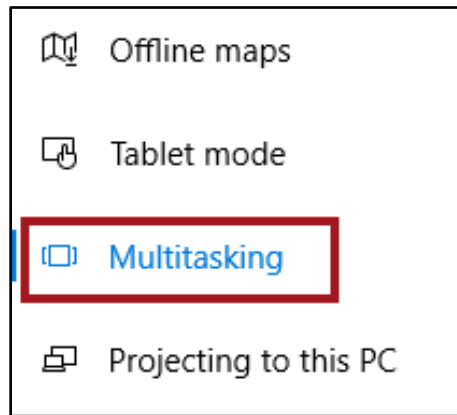 Offline maps
Tablet mode
Multitasking
Projecting to this PC